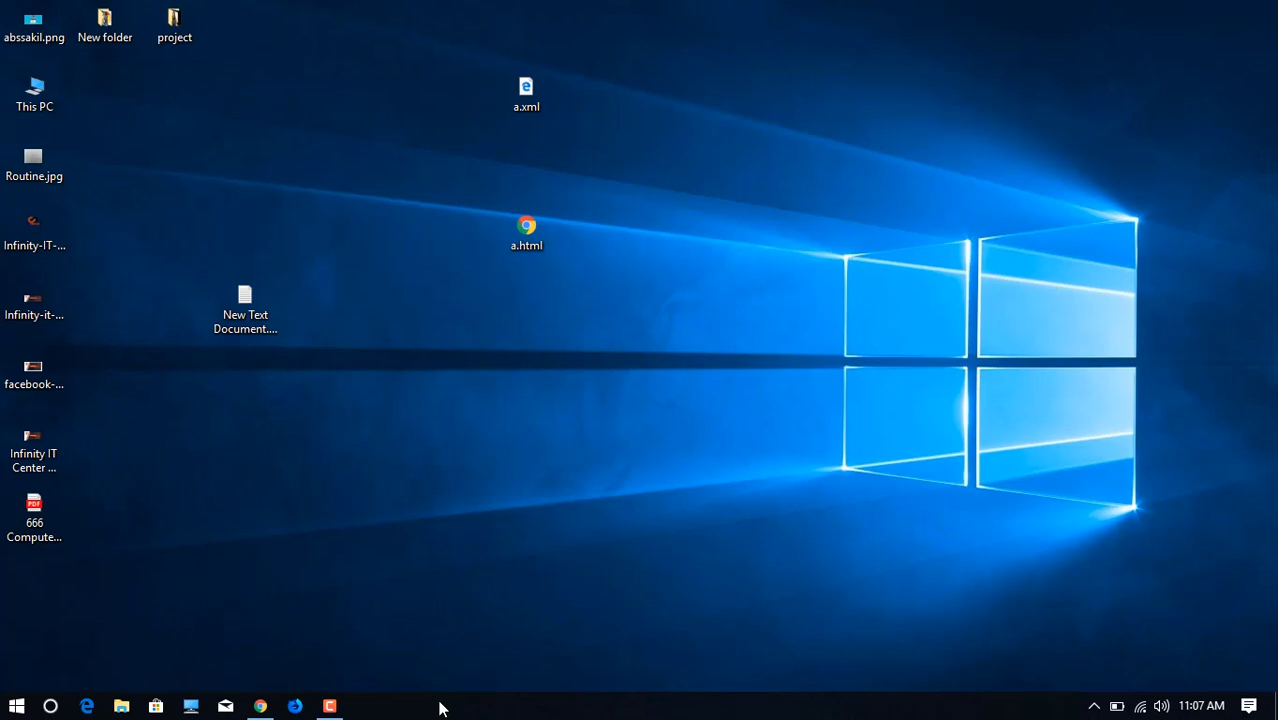 abssakil.png
New folder
project
This PC
a.xml
Routine.jpg
Infinity-IT-...
a.html
Infinity-it-...
New Text
Document....
facebook-...
Infinity IT
Center ...
666
Compute...
11:07 AM